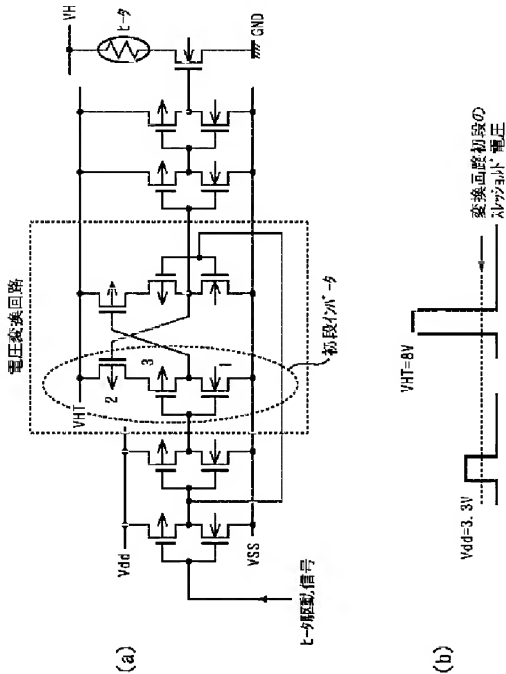 (a)
電圧変換回路
VH
ヒータ
VHT
2
3
1
Vdd
VSS
GND
初段インバータ
ヒータ駆動信号
(b)
VHT=8V
Vdd=3.3V
変換回路初段の
スレッショルド電圧